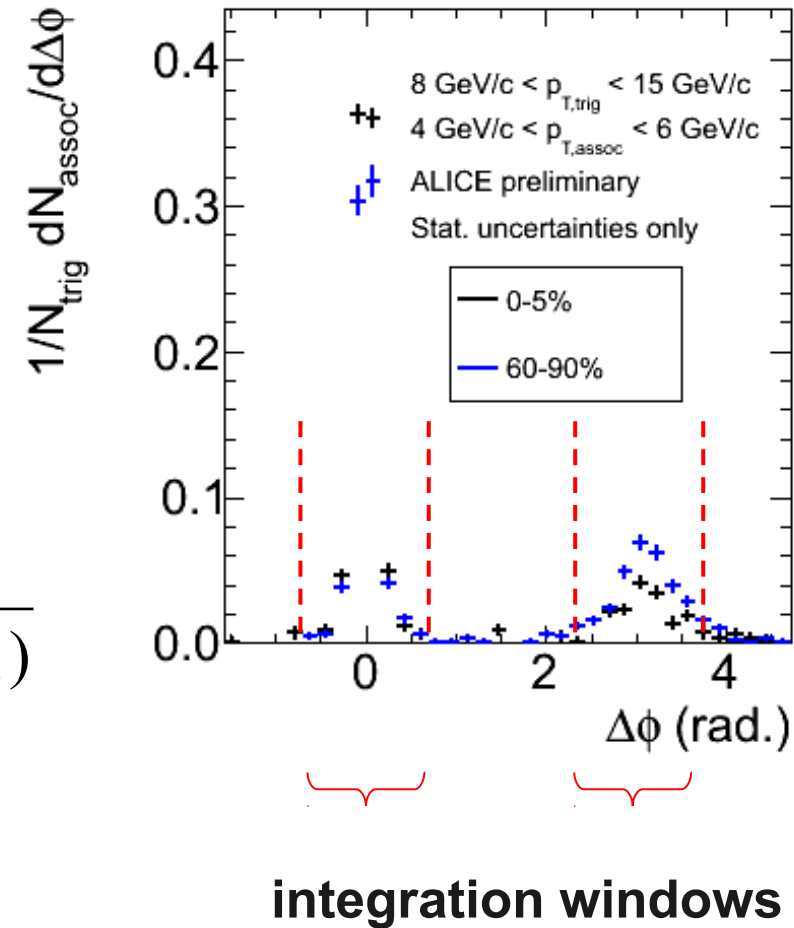 1/N_trig dN_assoc/dΔϕ
0.4
0.3
0.2
0.1
0.0
8 GeV/c < p_T,trig < 15 GeV/c
4 GeV/c < p_T,assoc < 6 GeV/c
ALICE preliminary
Stat. uncertainties only
0-5%
60-90%
.)
0 2 4
Δϕ (rad.)
integration windows